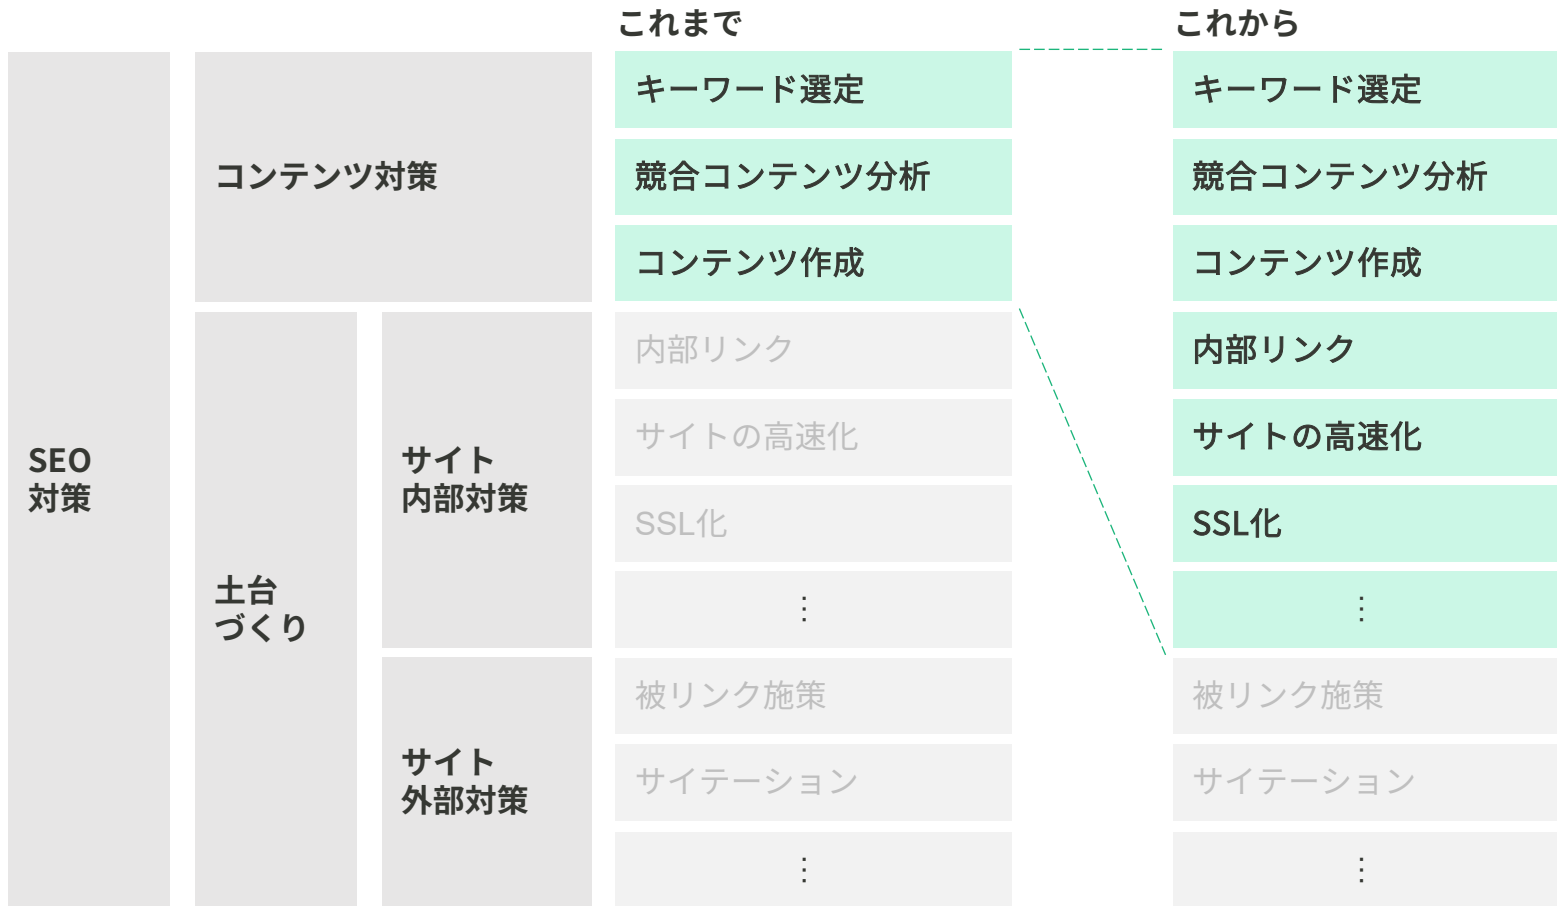 これまで
これから
SEO
対策
コンテンツ対策
土台
づくり
サイト
内部対策
サイト
外部対策
キーワード選定
競合コンテンツ分析
コンテンツ作成
内部リンク
サイトの高速化
SSL化
⋮
被リンク施策
サイテーション
⋮
キーワード選定
競合コンテンツ分析
コンテンツ作成
内部リンク
サイトの高速化
SSL化
⋮
被リンク施策
サイテーション
⋮